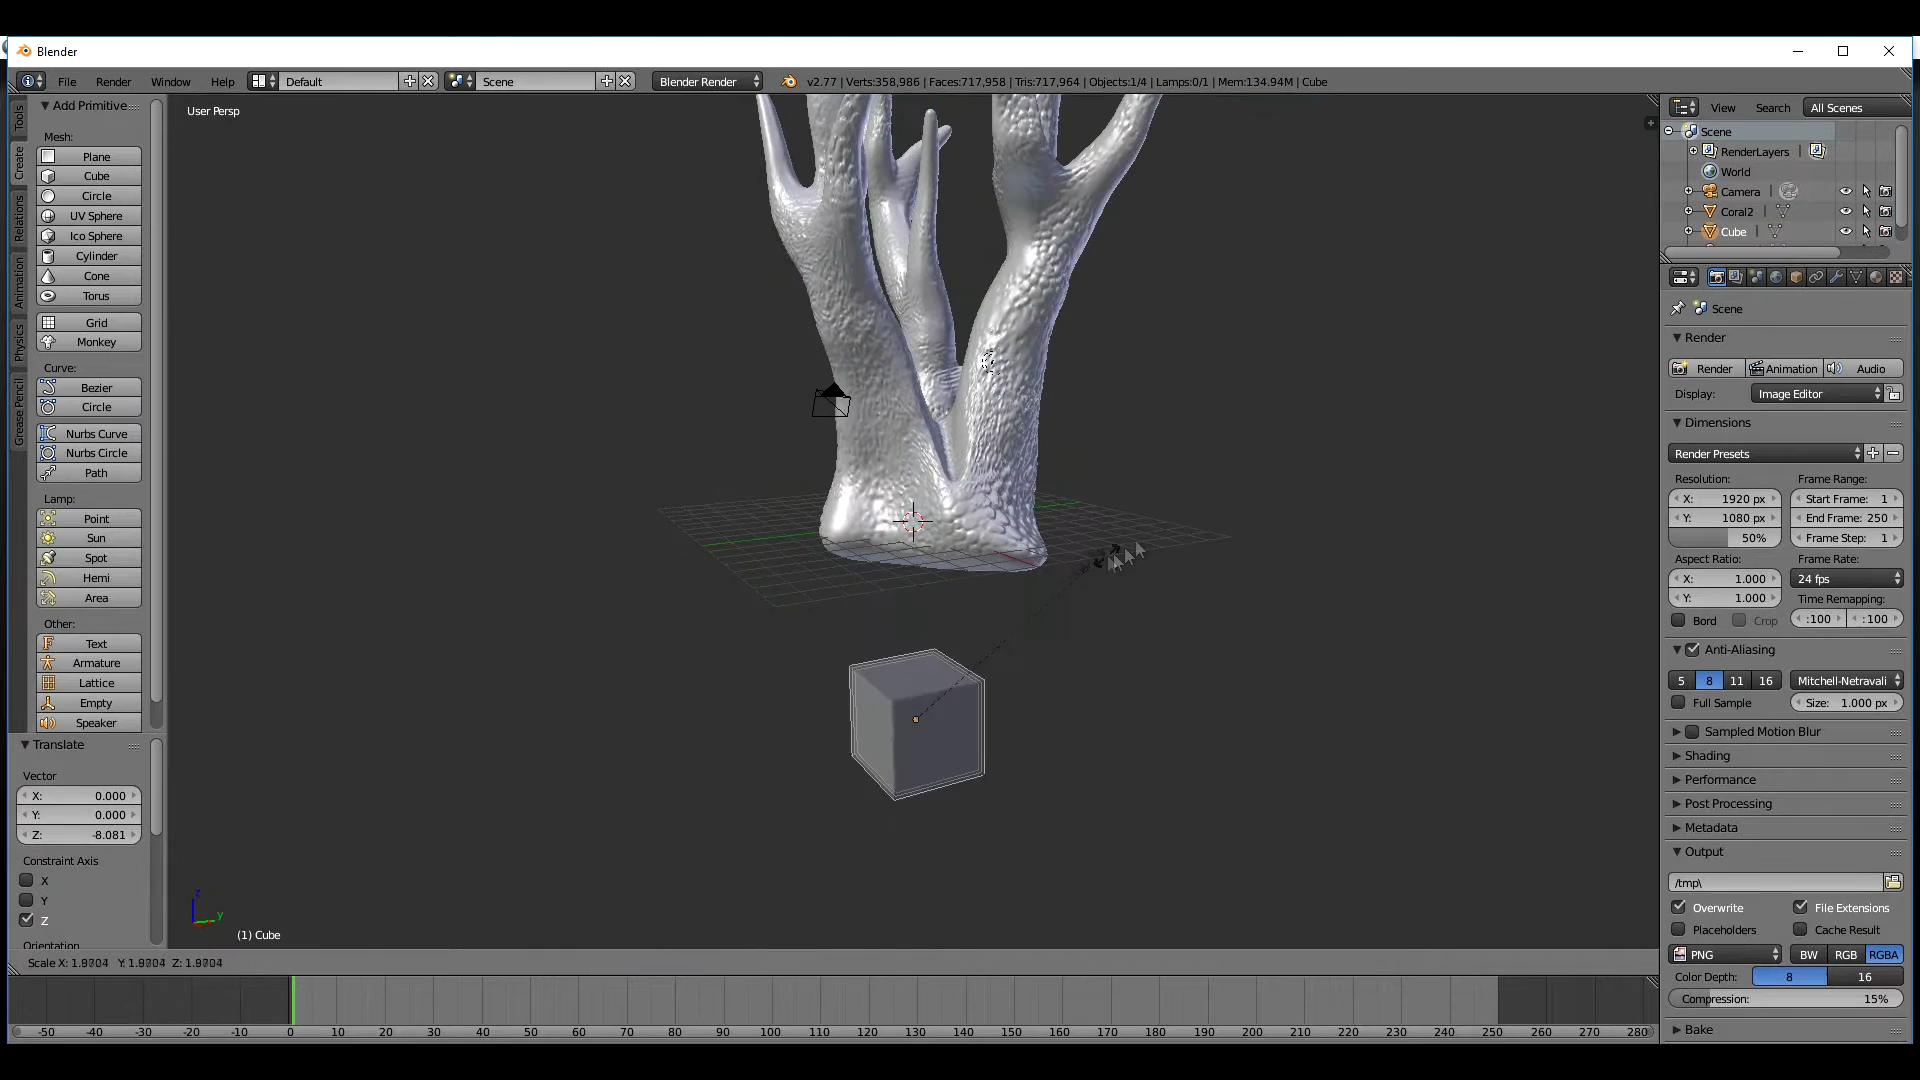 Blender
File Render Window Help Default Scene Blender Render v2.77 | Verts:358,986 | Faces:717,958 | Tris:717,964 | Objects:1/4 | Lamps:0/1 | Mem:134.94M | Cube
Tools
Create
Relations
Animation
Physics
Grease Pencil
Add Primitive
Mesh:
Plane
Cube
Circle
UV Sphere
Ico Sphere
Cylinder
Cone
Torus
Grid
Monkey
Curve:
Bezier
Circle
Nurbs Curve
Nurbs Circle
Path
Lamp:
Point
Sun
Spot
Hemi
Area
Other:
Text
Armature
Lattice
Empty
Speaker
Translate
Vector
X: 0.000
Y: 0.000
Z: -8.081
Constraint Axis
X
Y
Z
Orientation
User Persp
z
y
(1) Cube
-50 -40 -30 -20 -10 0 10 20 30 40 50 60 70 80 90 100 110 120 130 140 150 160 170 180 190 200 210 220 230 240 250 260 270 280
View Search All Scenes
Scene
RenderLayers |
World
Camera |
Coral2 |
Cube |
Scene
Render
Render Animation Audio
Display: Image Editor
Dimensions
Render Presets
Resolution: Frame Range:
X: 1920 px Start Frame: 1
Y: 1080 px End Frame: 250
50% Frame Step: 1
Aspect Ratio: Frame Rate:
X: 1.000 24 fps
Y: 1.000 Time Remapping:
Bord Crop :100 :100
Anti-Aliasing
5 8 11 16 Mitchell-Netravali
Full Sample Size: 1.000 px
Sampled Motion Blur
Shading
Performance
Post Processing
Metadata
Output
/tmp\
Overwrite File Extensions
Placeholders Cache Result
PNG BW RGB RGBA
Color Depth: 8 16
Compression: 15%
Bake